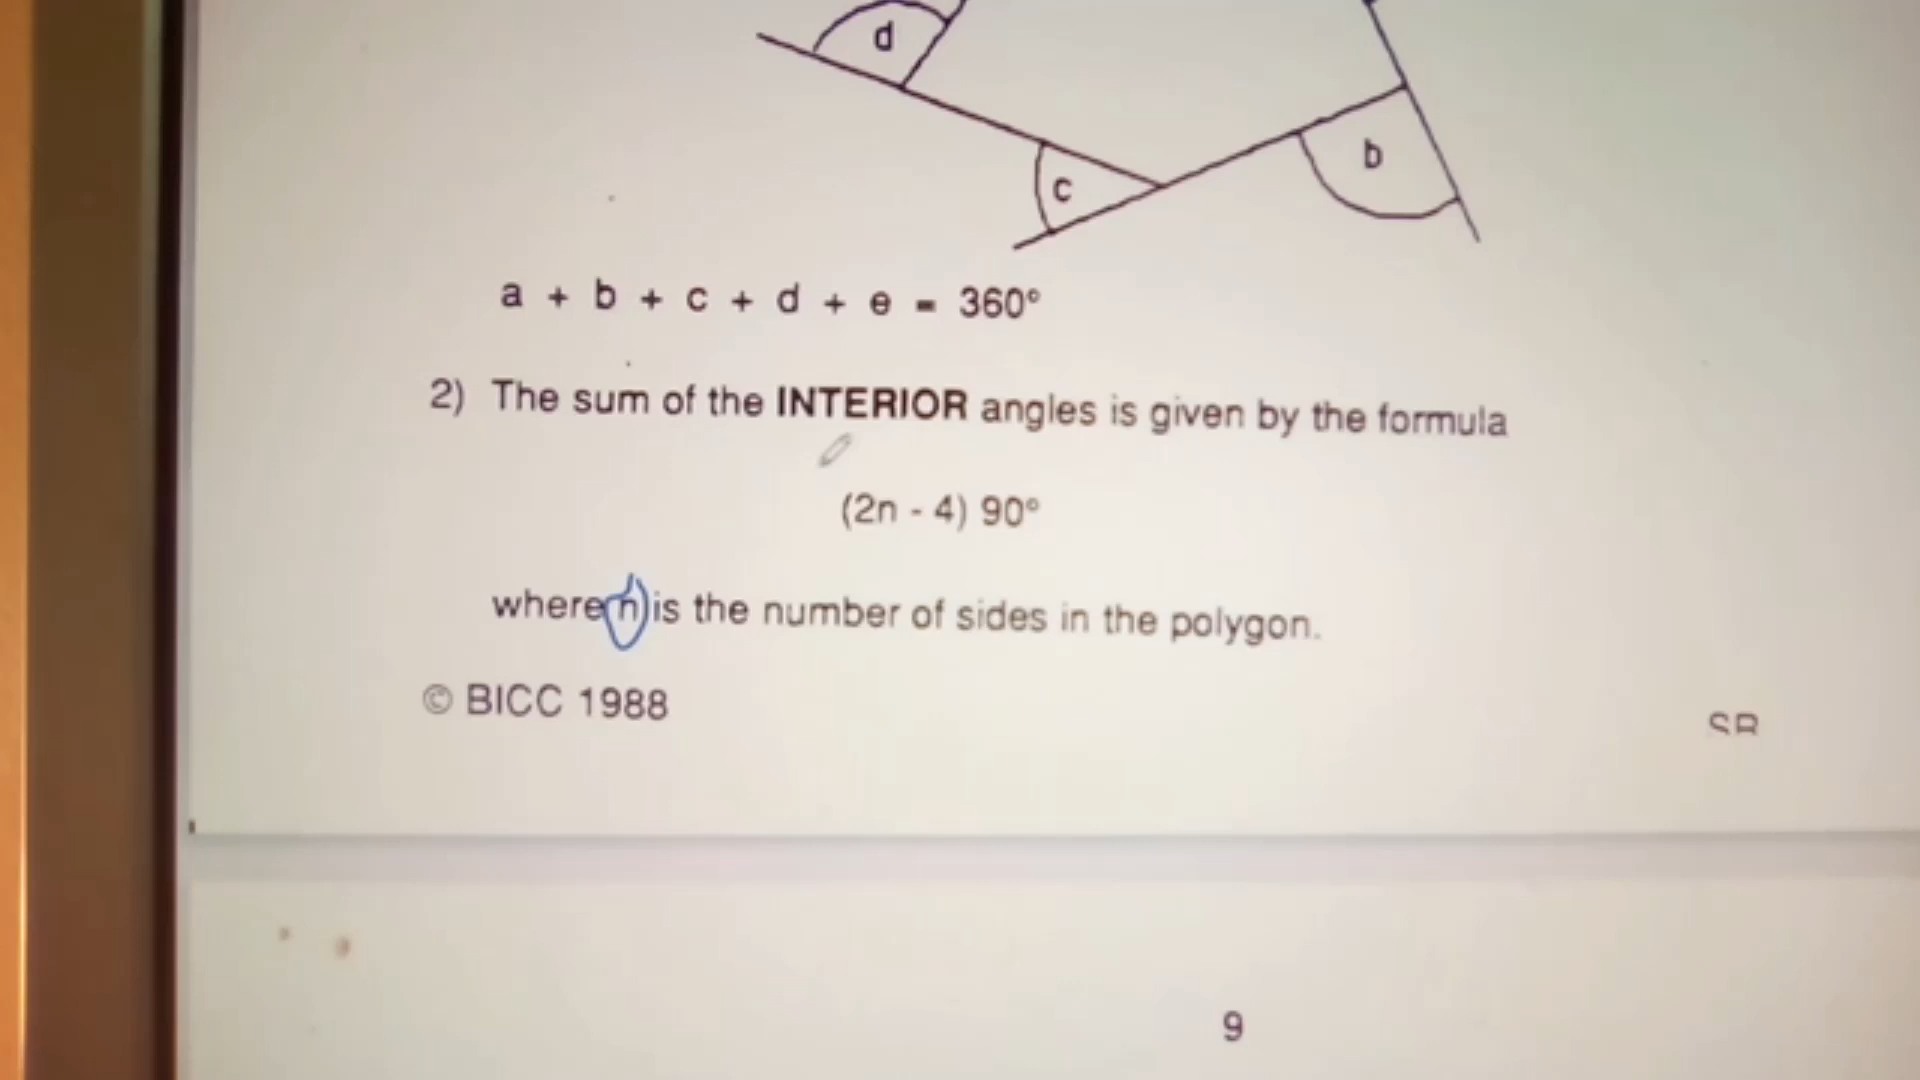 d
b
c
a + b + c + d + e = 360°
2) The sum of the INTERIOR angles is given by the formula
(2n - 4) 90°
where n is the number of sides in the polygon.
© BICC 1988
9